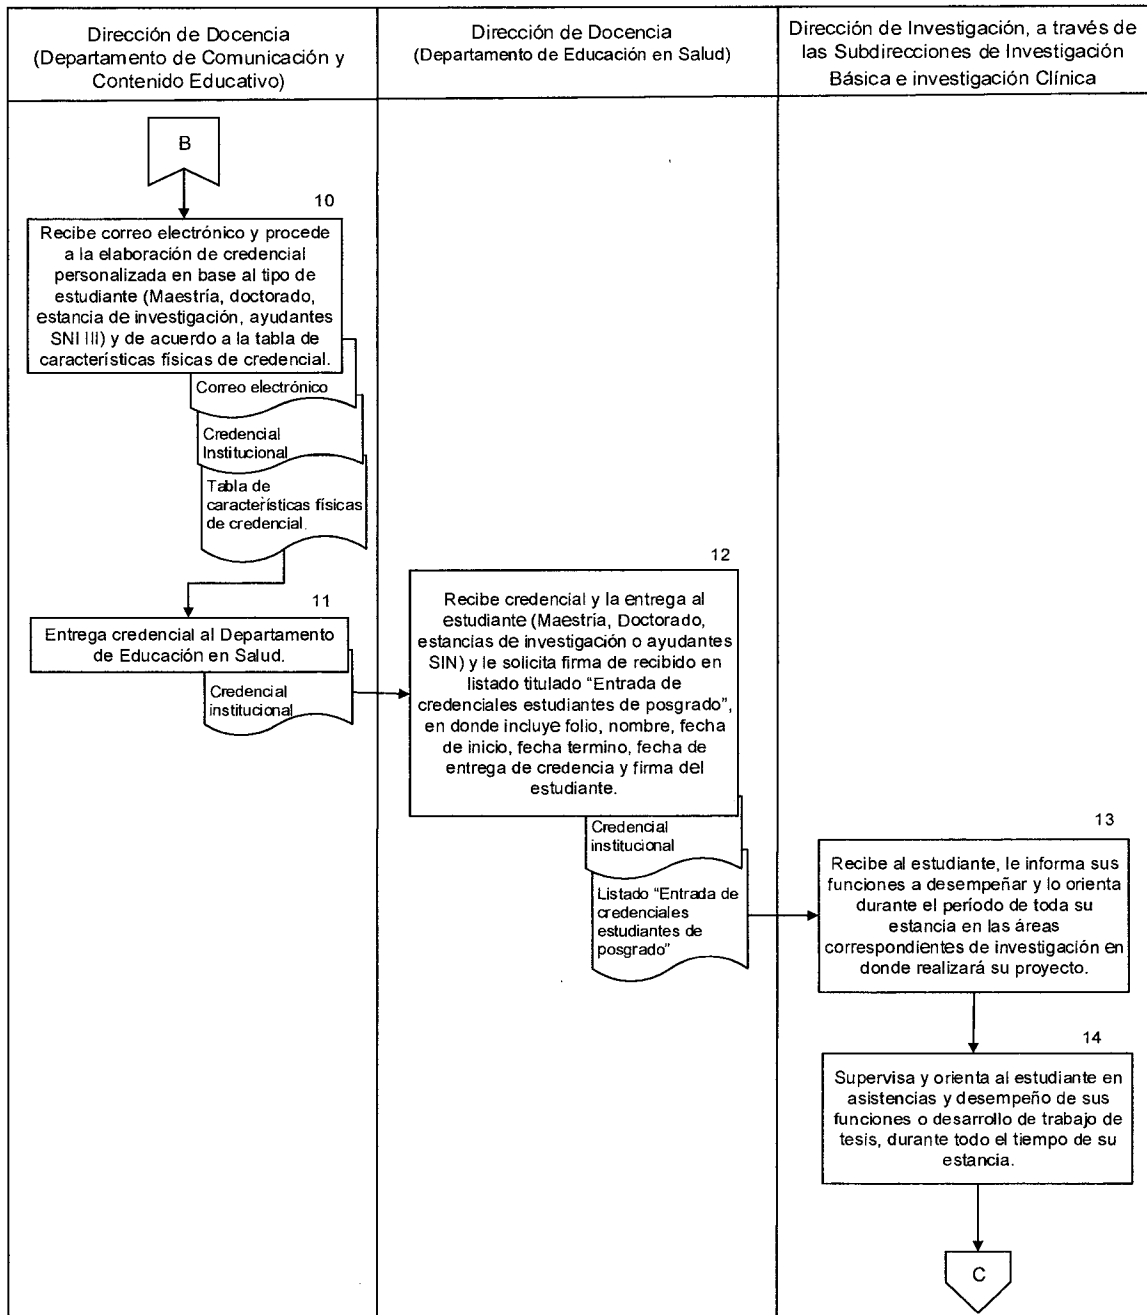 Dirección de Docencia
(Departamento de Comunicación y
Contenido Educativo)
Dirección de Docencia
(Departamento de Educación en Salud)
Dirección de Investigación, a través de
las Subdirecciones de Investigación
Básica e investigación Clínica
B
10
Recibe correo electrónico y procede
a la elaboración de credencial
personalizada en base al tipo de
estudiante (Maestría, doctorado,
estancia de investigación, ayudantes
SNI III) y de acuerdo a la tabla de
características físicas de credencial.
Correo electrónico
Credencial
Institucional
Tabla de
características físicas
de credencial.
11
Entrega credencial al Departamento
de Educación en Salud.
Credencial
institucional
12
Recibe credencial y la entrega al
estudiante (Maestría, Doctorado,
estancias de investigación o ayudantes
SIN) y le solicita firma de recibido en
listado titulado “Entrada de
credenciales estudiantes de posgrado”,
en donde incluye folio, nombre, fecha
de inicio, fecha termino, fecha de
entrega de credencia y firma del
estudiante.
Credencial
institucional
Listado “Entrada de
credenciales
estudiantes de
posgrado”
13
Recibe al estudiante, le informa sus
funciones a desempeñar y lo orienta
durante el período de toda su
estancia en las áreas
correspondientes de investigación en
donde realizará su proyecto.
14
Supervisa y orienta al estudiante en
asistencias y desempeño de sus
funciones o desarrollo de trabajo de
tesis, durante todo el tiempo de su
estancia.
C